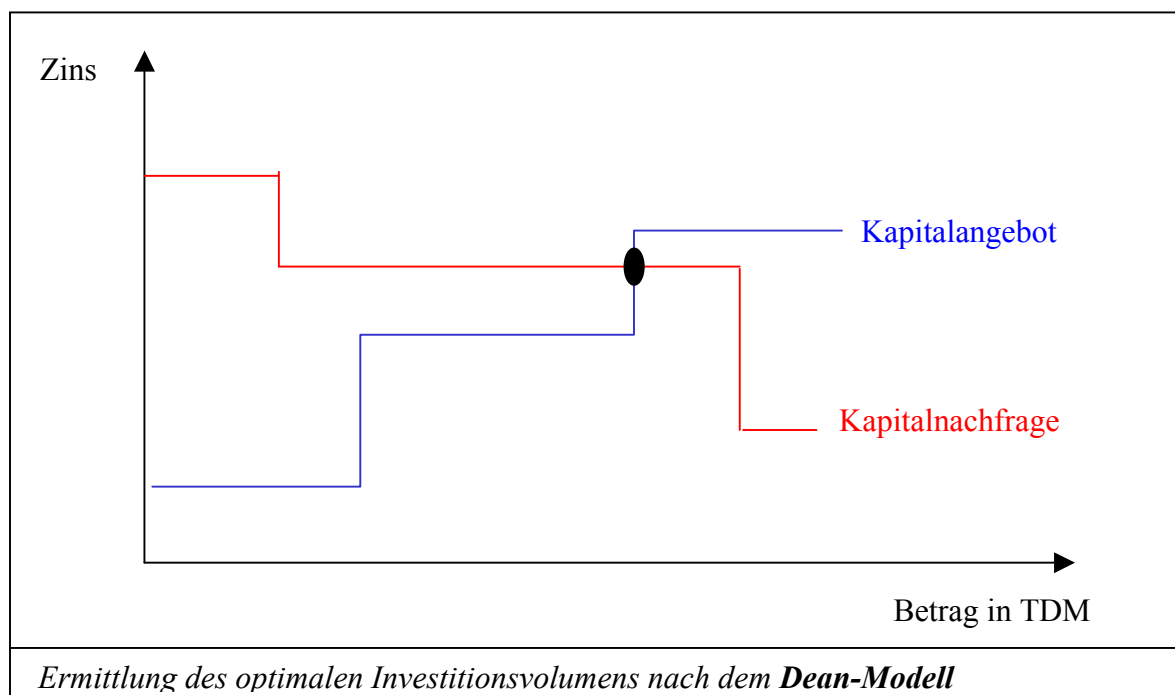 Zins
Kapitalangebot
Kapitalnachfrage
Betrag in TDM
Ermittlung des optimalen Investitionsvolumens nach dem Dean-Modell